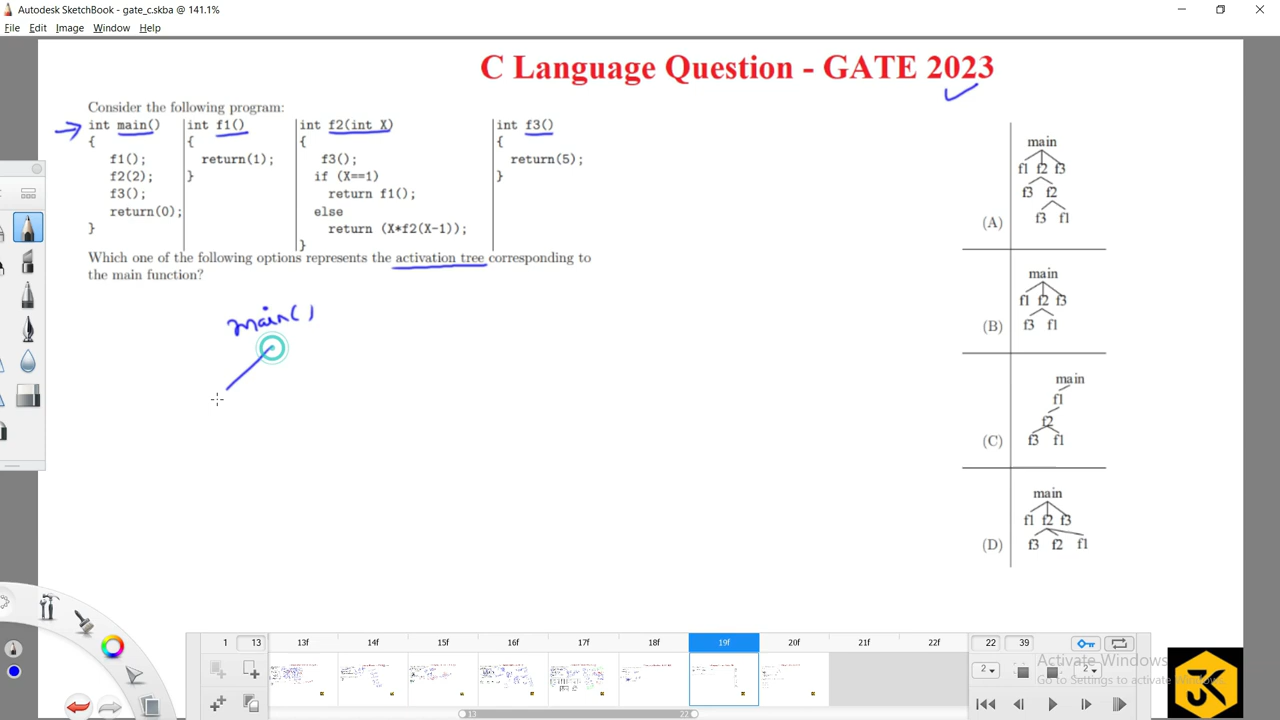 Autodesk SketchBook - gate_c.skba @ 141.1%
File Edit Image Window Help
C Language Question - GATE 2023
Consider the following program:
int main()
{
f1();
f2(2);
f3();
return(0);
}
int f1()
{
return(1);
}
int f2(int X)
{
f3();
if (X==1)
return f1();
else
return (X*f2(X-1));
}
int f3()
{
return(5);
}
Which one of the following options represents the activation tree corresponding to
the main function?
main()
main
f1 f2 f3
f3 f2
f3 f1
(A)
main
f1 f2 f3
f3 f1
(B)
main
f1
f2
f3 f1
(C)
main
f1 f2 f3
f3 f2 f1
(D)
1 13 13f 14f 15f 16f 17f 18f 19f 20f 21f 22f 22 39
2 2
Activate Windows
Go to Settings to activate Windows.
13 22
JK